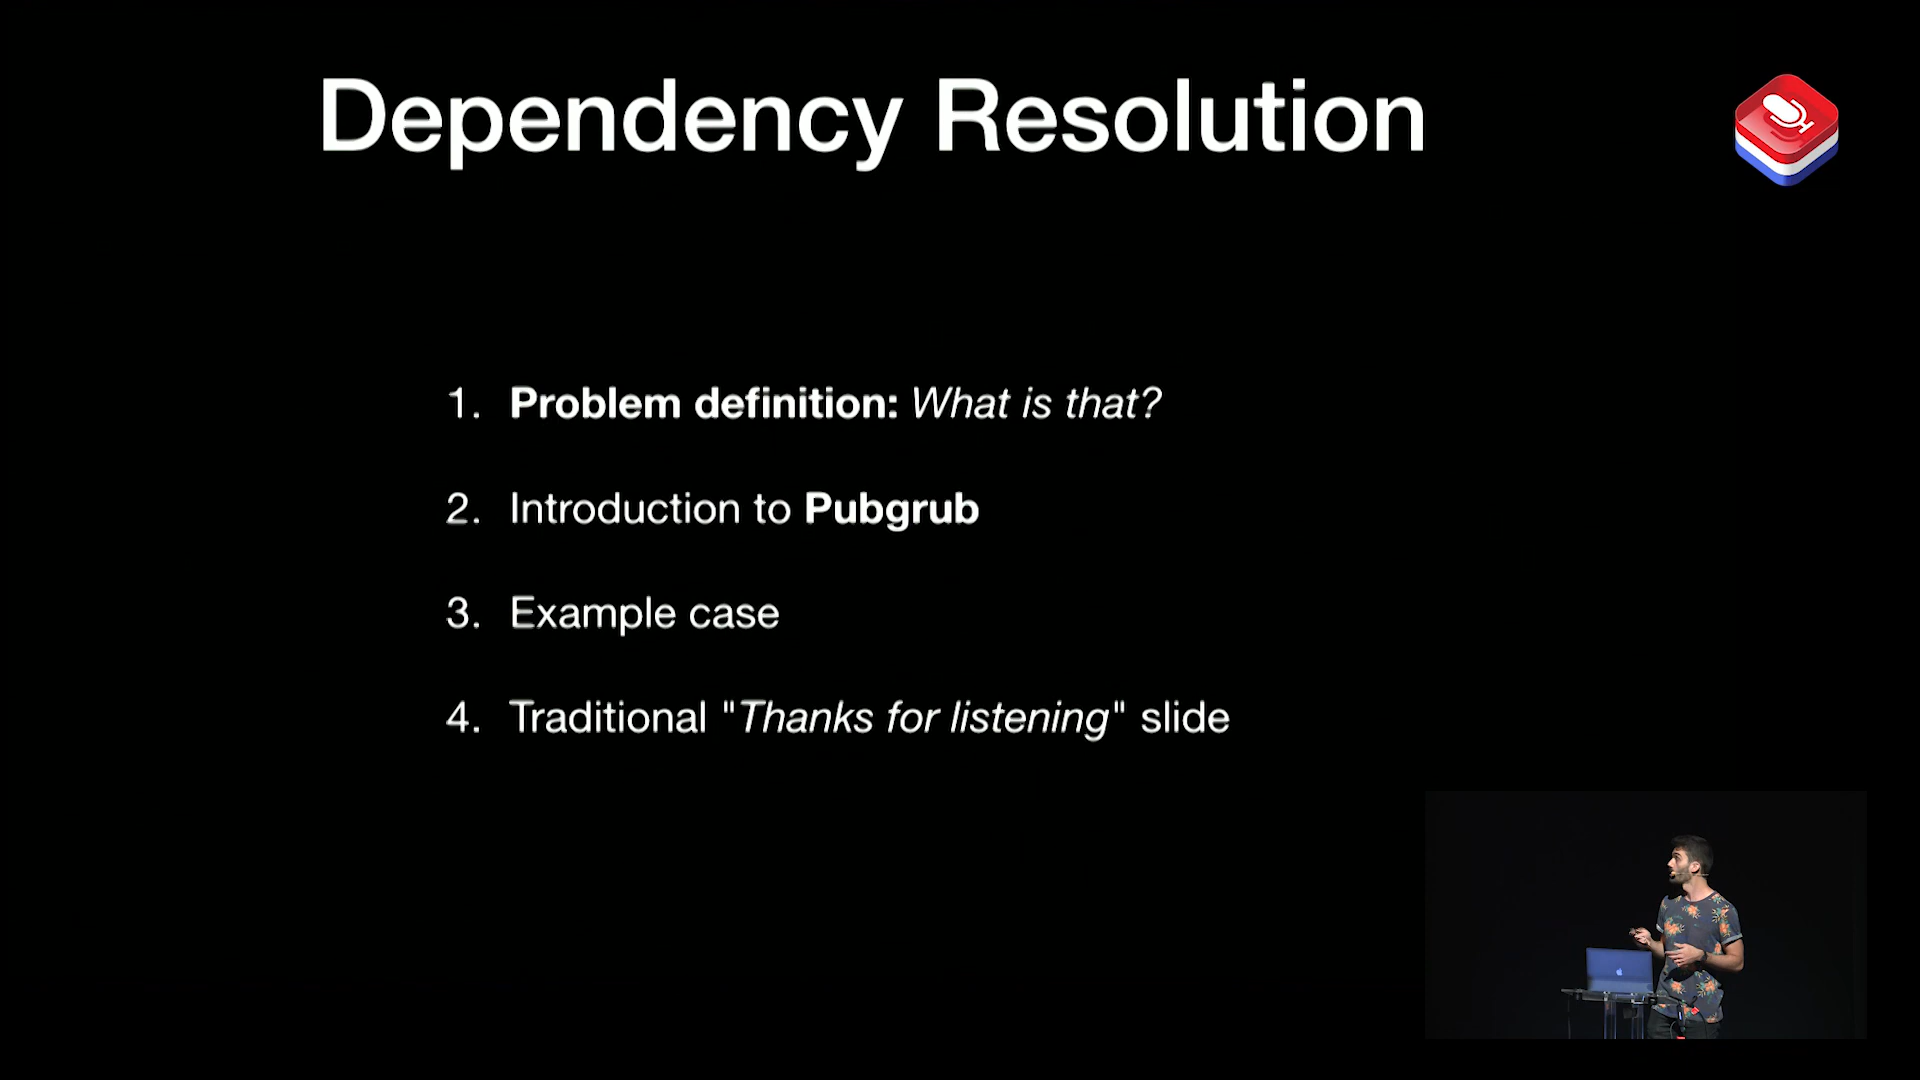 Dependency Resolution
1. Problem definition: What is that?
2. Introduction to Pubgrub
3. Example case
4. Traditional "Thanks for listening" slide